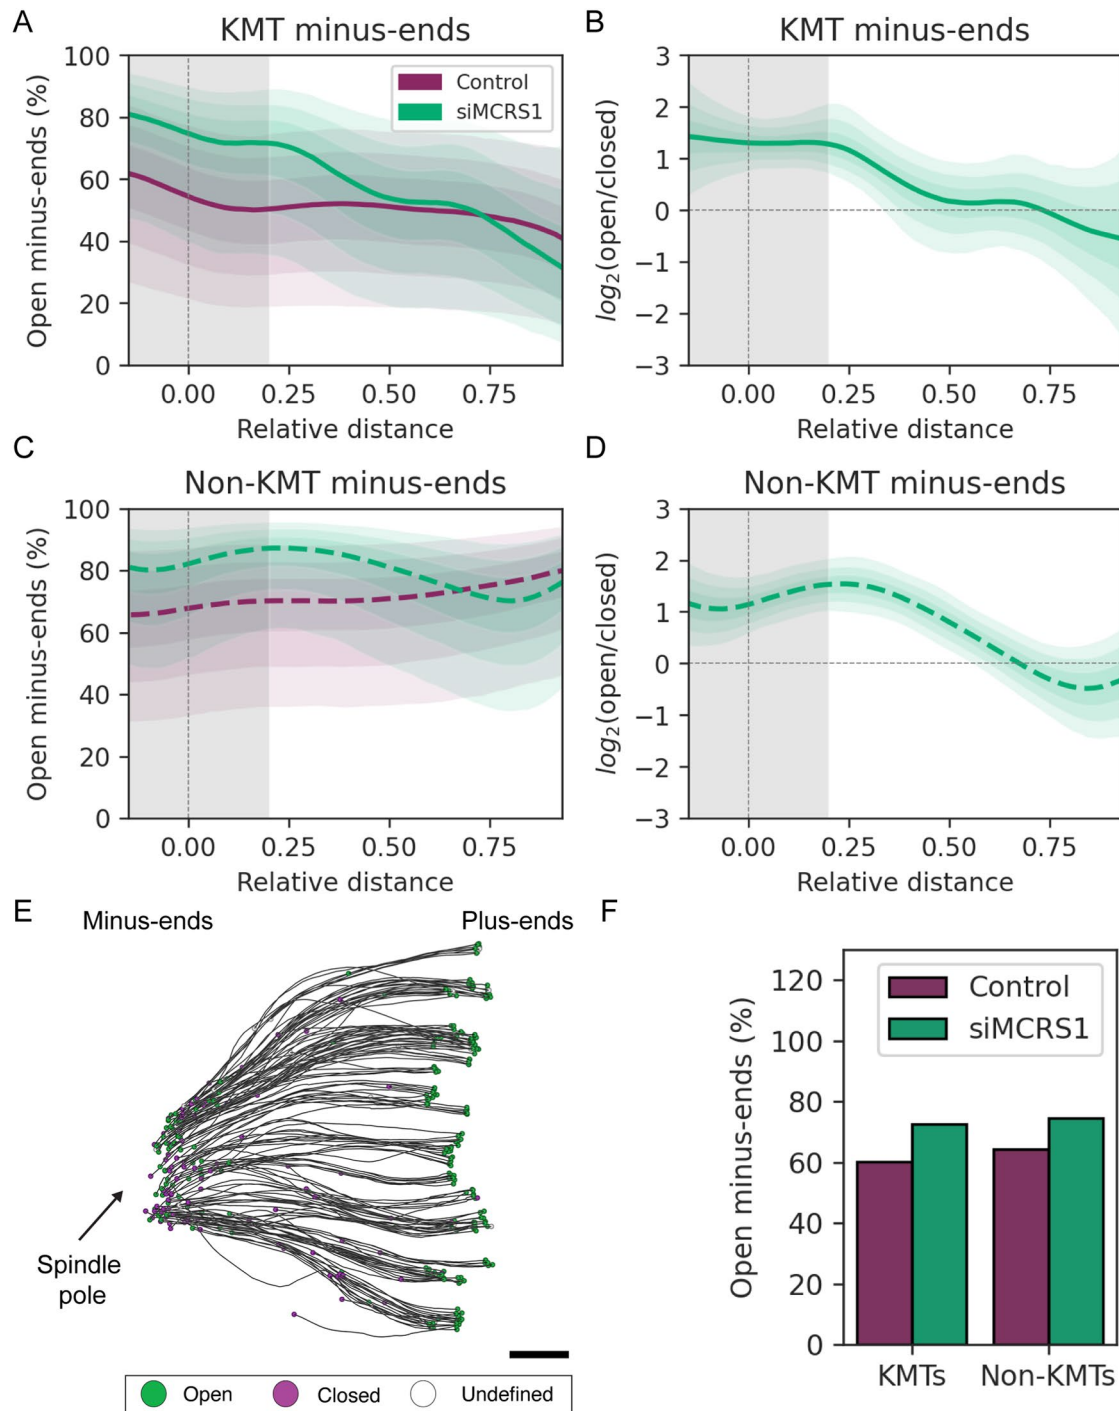 A
KMT minus-ends
Open minus-ends (%)
100
80
60
40
20
0
Control
siMCRS1
0.00
0.25
0.50
0.75
Relative distance
B
KMT minus-ends
log2(open/closed)
3
2
1
0
−1
−2
−3
0.00
0.25
0.50
0.75
Relative distance
C
Non-KMT minus-ends
Open minus-ends (%)
100
80
60
40
20
0
0.00
0.25
0.50
0.75
Relative distance
D
Non-KMT minus-ends
log2(open/closed)
3
2
1
0
−1
−2
−3
0.00
0.25
0.50
0.75
Relative distance
E
Minus-ends
Plus-ends
Spindle
pole
Open
Closed
Undefined
F
Open minus-ends (%)
120
100
80
60
40
20
0
Control
siMCRS1
KMTs
Non-KMTs